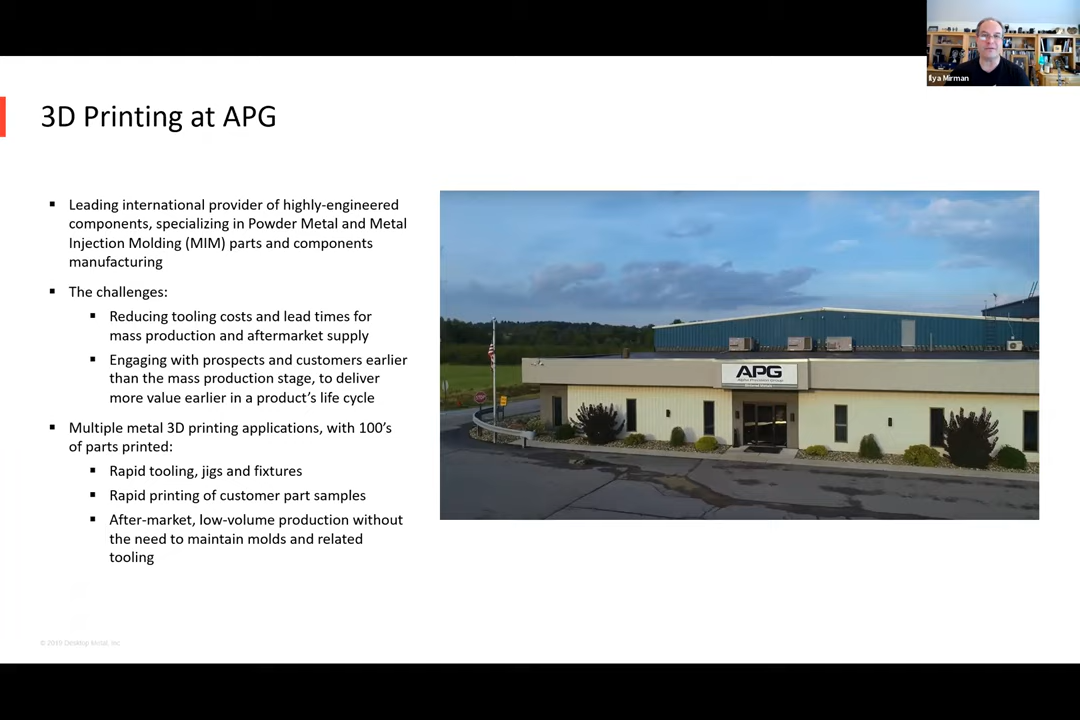 Ilya Mirman
3D Printing at APG
▪ Leading international provider of highly-engineered
components, specializing in Powder Metal and Metal
Injection Molding (MIM) parts and components
manufacturing
▪ The challenges:
▪ Reducing tooling costs and lead times for
mass production and aftermarket supply
▪ Engaging with prospects and customers earlier
than the mass production stage, to deliver
more value earlier in a product’s life cycle
▪ Multiple metal 3D printing applications, with 100’s
of parts printed:
▪ Rapid tooling, jigs and fixtures
▪ Rapid printing of customer part samples
▪ After-market, low-volume production without
the need to maintain molds and related
tooling
APG
Alpha Precision Group
STOP
Desktop Metal, Inc